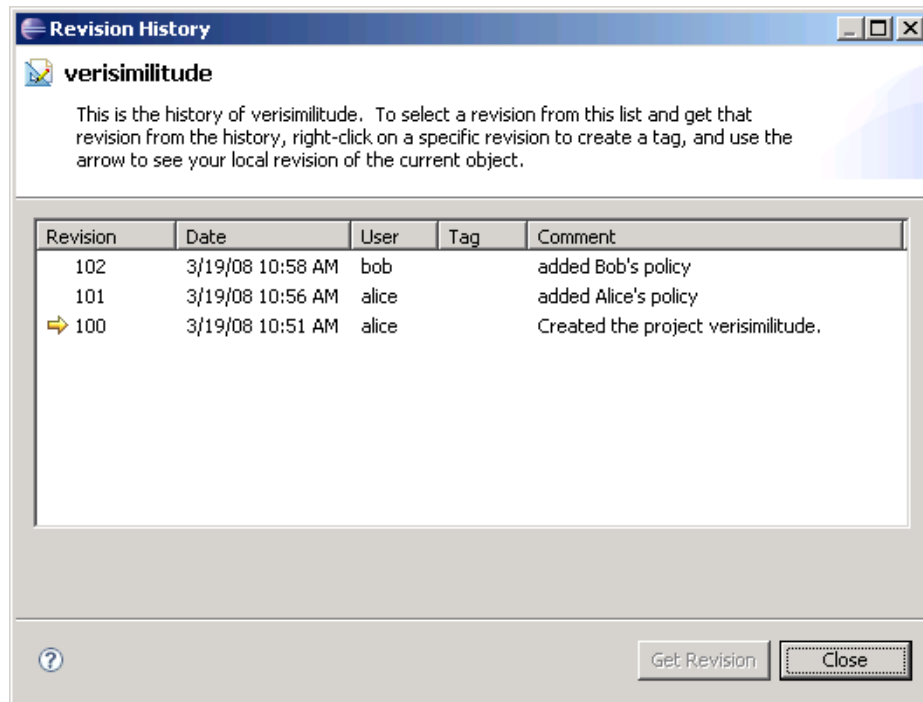 Revision History
verisimilitude
This is the history of verisimilitude. To select a revision from this list and get that
revision from the history, right-click on a specific revision to create a tag, and use the
arrow to see your local revision of the current object.
Revision Date User Tag Comment
102 3/19/08 10:58 AM bob added Bob's policy
101 3/19/08 10:56 AM alice added Alice's policy
100 3/19/08 10:51 AM alice Created the project verisimilitude.
? Get Revision Close